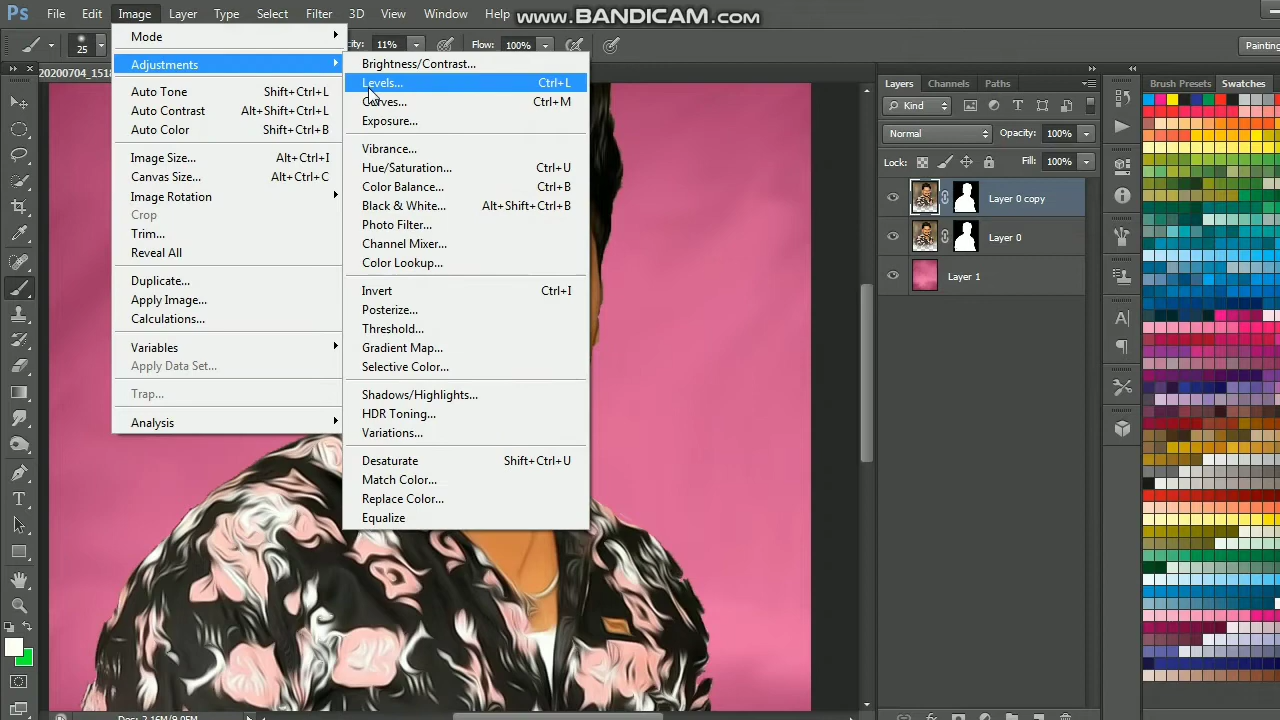 Ps File Edit Image Layer Type Select Filter 3D View Window Help
www.BANDICAM.com
25 11% Flow: 100% Painting
Mode
Adjustments
Auto Tone Shift+Ctrl+L
Auto Contrast Alt+Shift+Ctrl+L
Auto Color Shift+Ctrl+B
Image Size... Alt+Ctrl+I
Canvas Size... Alt+Ctrl+C
Image Rotation
Crop
Trim...
Reveal All
Duplicate...
Apply Image...
Calculations...
Variables
Apply Data Set...
Trap...
Analysis
Brightness/Contrast...
Levels... Ctrl+L
Curves... Ctrl+M
Exposure...
Vibrance...
Hue/Saturation... Ctrl+U
Color Balance... Ctrl+B
Black & White... Alt+Shift+Ctrl+B
Photo Filter...
Channel Mixer...
Color Lookup...
Invert Ctrl+I
Posterize...
Threshold...
Gradient Map...
Selective Color...
Shadows/Highlights...
HDR Toning...
Variations...
Desaturate Shift+Ctrl+U
Match Color...
Replace Color...
Equalize
Layers Channels Paths
Kind
Normal Opacity: 100%
Lock: Fill: 100%
Layer 0 copy
Layer 0
Layer 1
Brush Presets Swatches